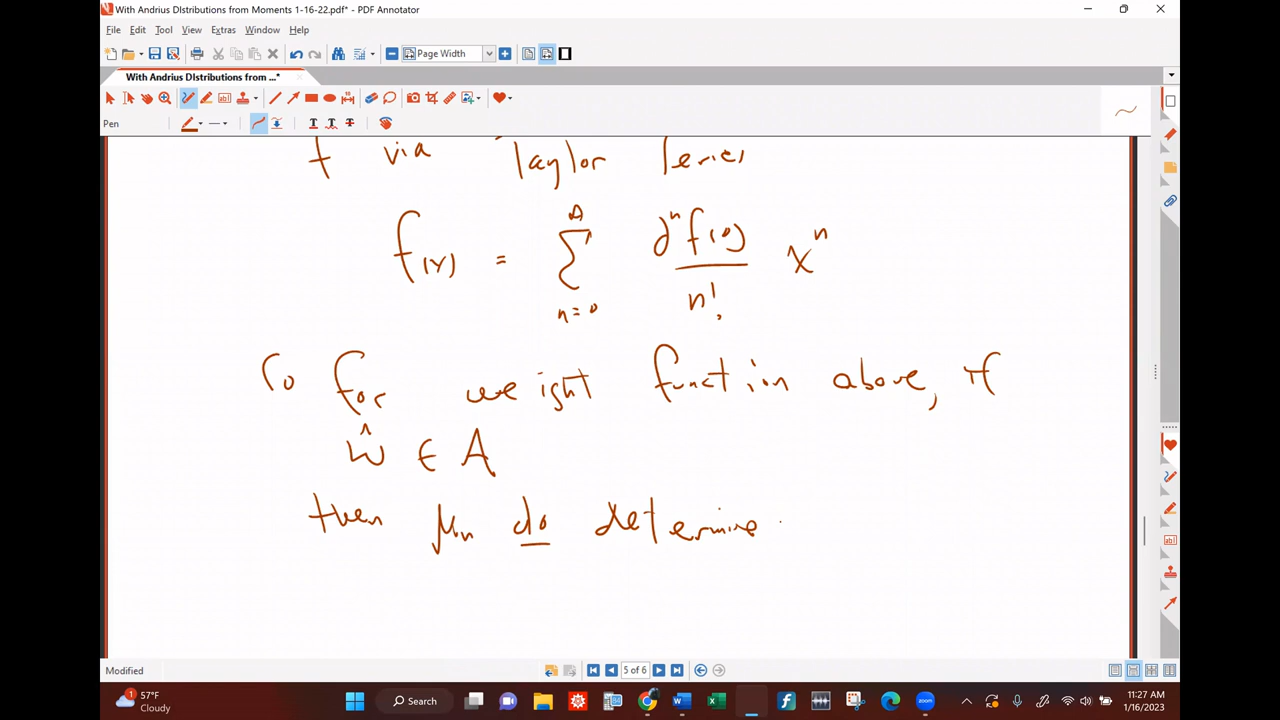 With Andrius DIstributions from Moments 1-16-22.pdf* - PDF Annotator
File Edit Tool View Extras Window Help
Page Width
With Andrius DIstributions from ...*
Pen
f via Taylor Series
f(x) = ∑_{n=0}^{∞} ∂^n f(0) / n! x^n
So for weight function above, if
ŵ ∈ A
then μn do determine
Modified
5 of 6
1
57°F
Cloudy
Search
zoom
11:27 AM
1/16/2023